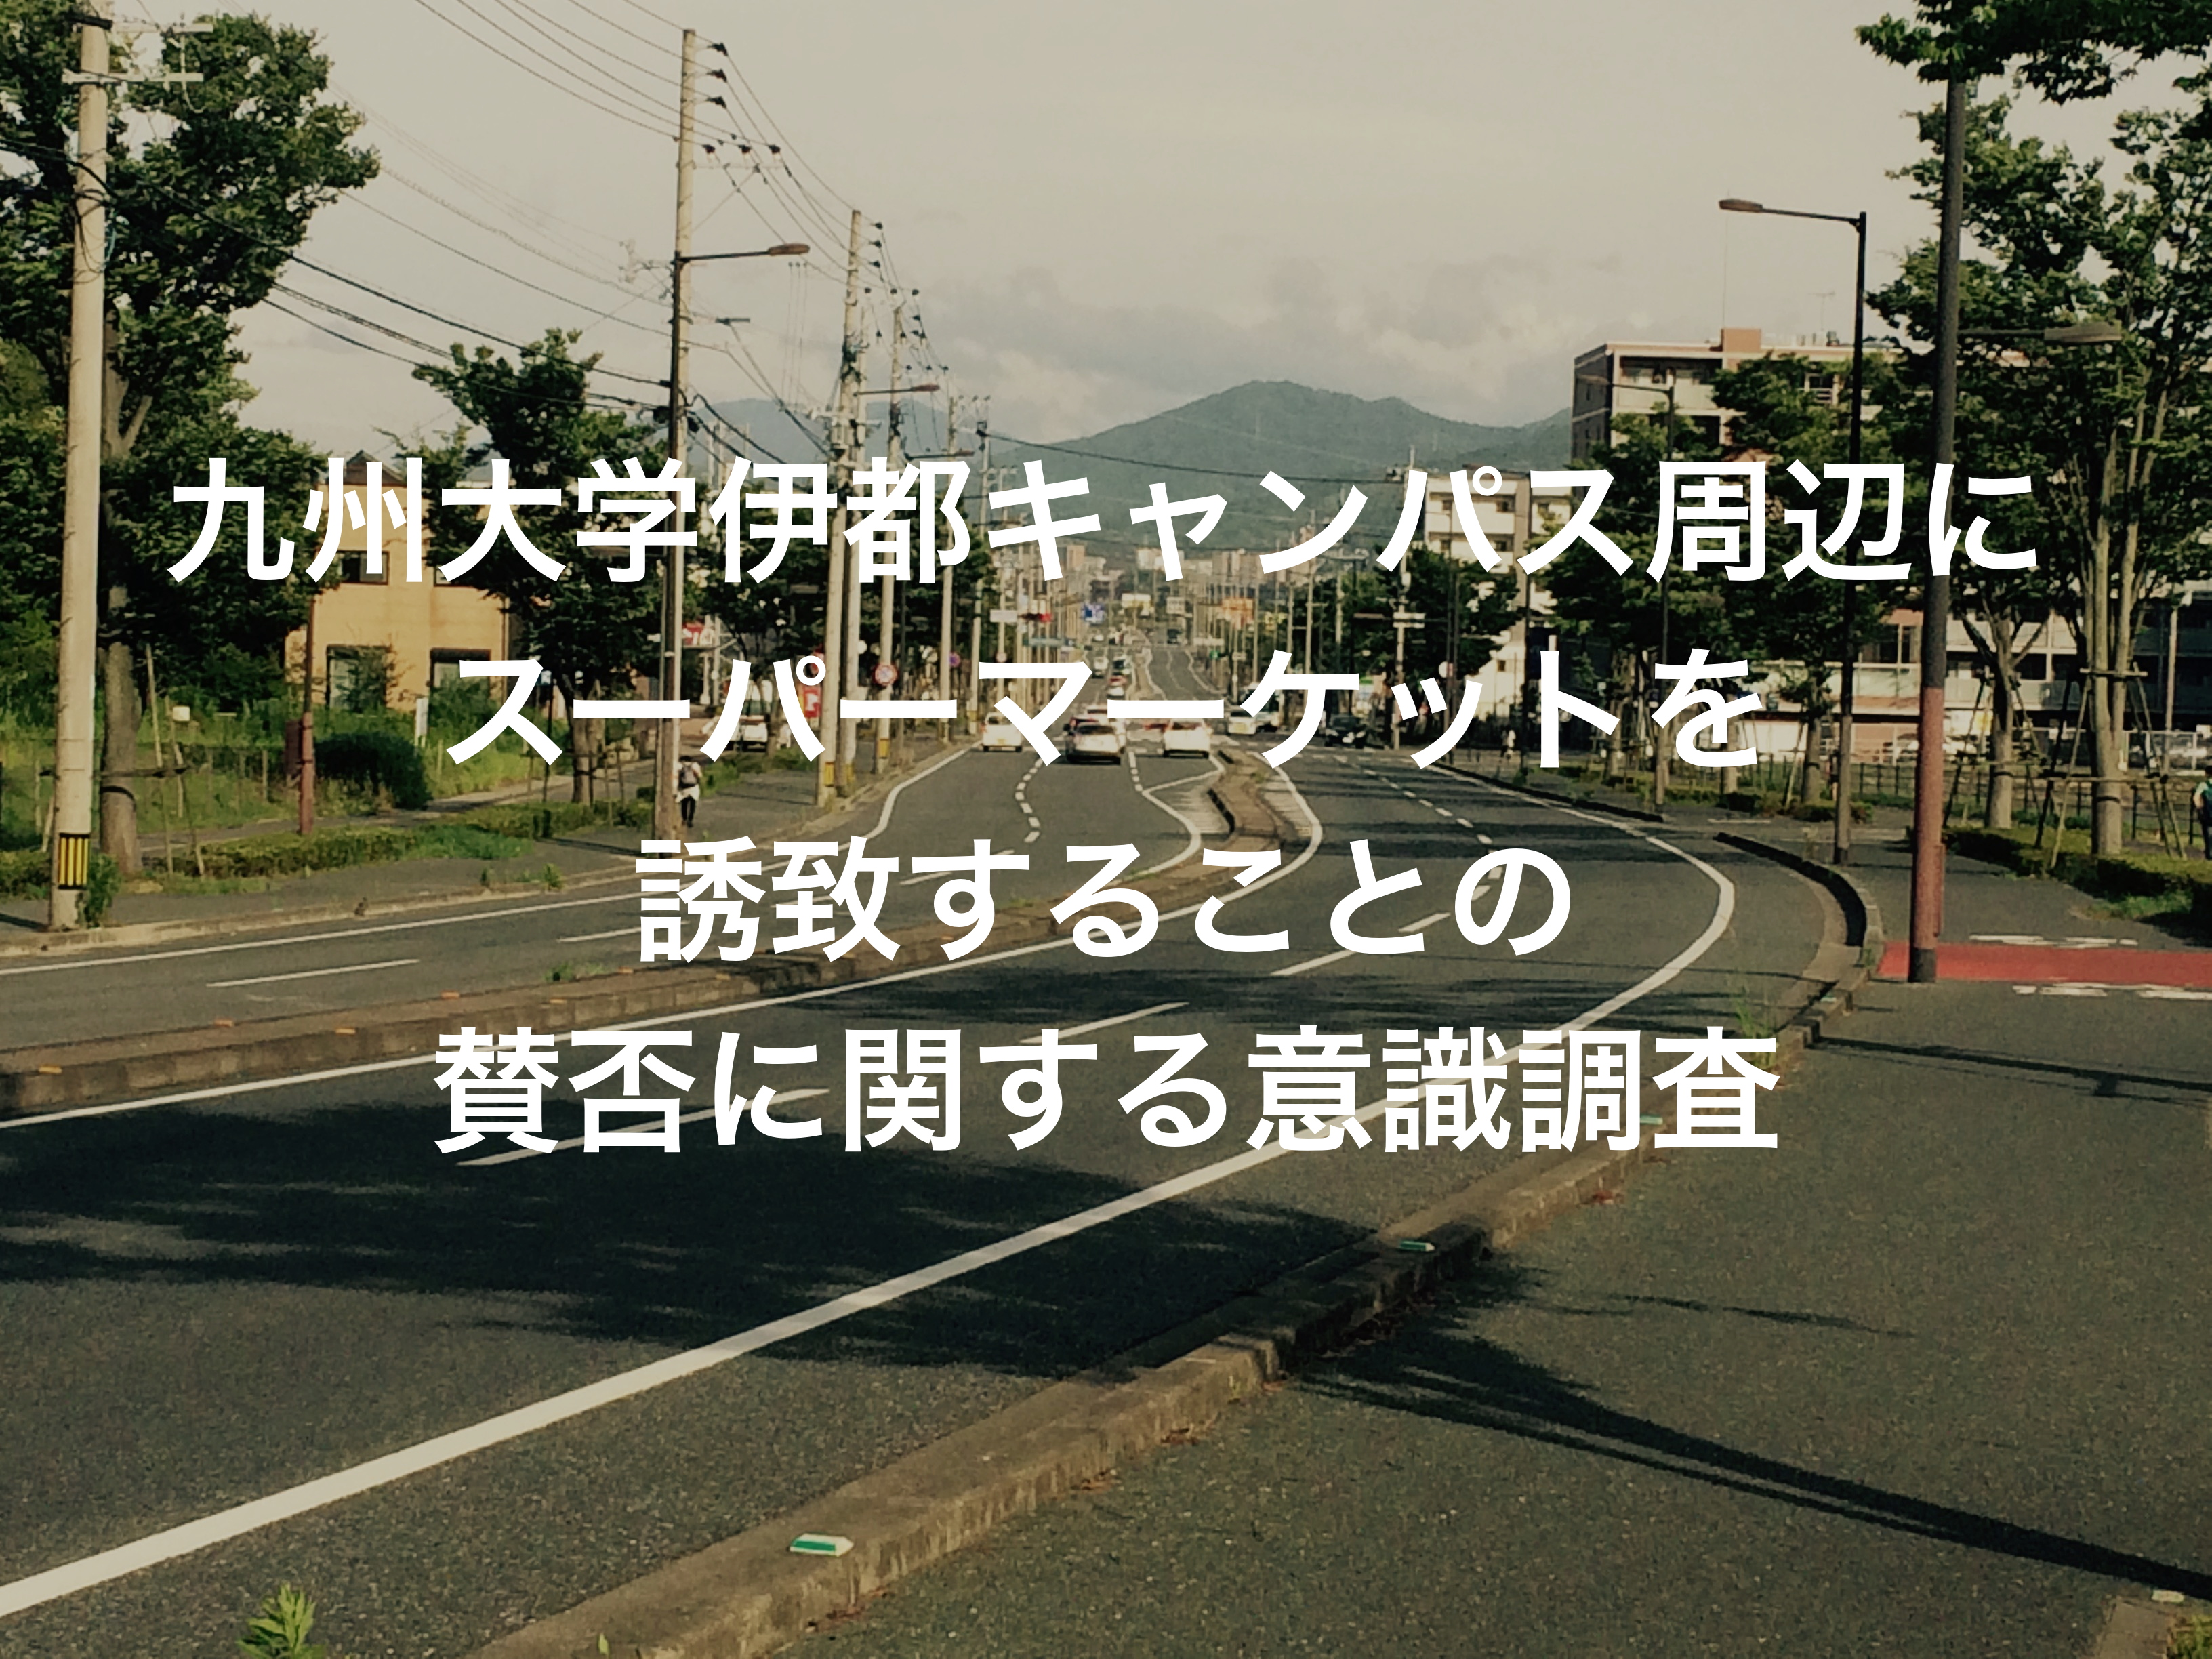 九州大学伊都キャンパス周辺に
スーパーマーケットを
誘致することの
賛否に関する意識調査